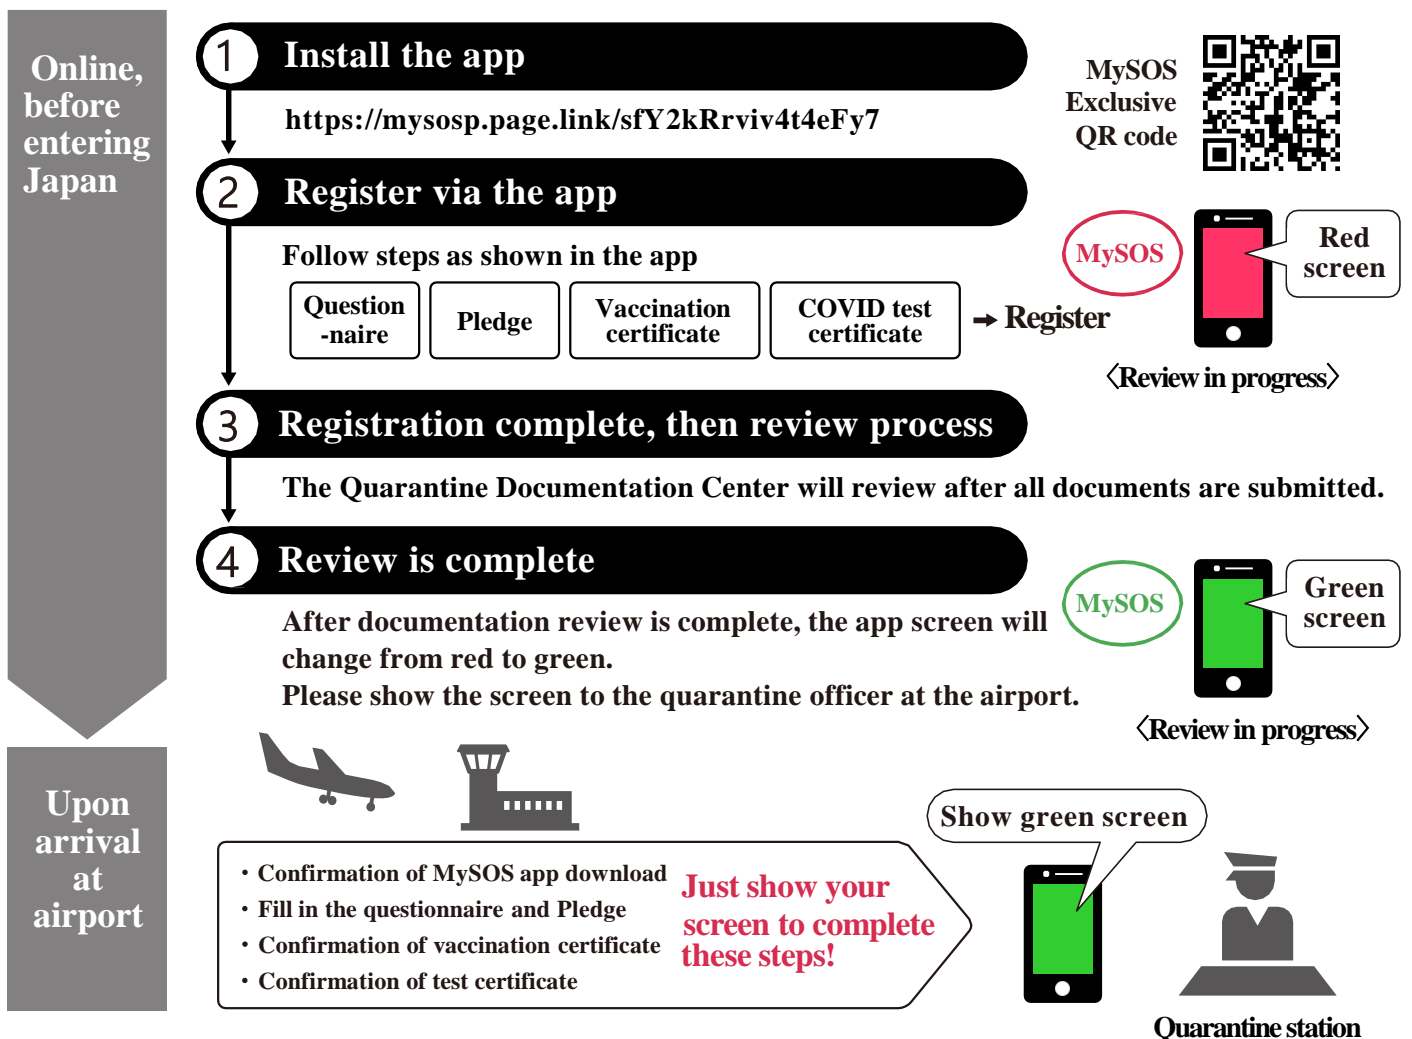 Online,
before
entering
Japan
1
Install the app
https://mysosp.page.link/sfY2kRrviv4t4eFy7
MySOS
Exclusive
QR code
2
Register via the app
Follow steps as shown in the app
Question
-naire
Pledge
Vaccination
certificate
COVID test
certificate
→ Register
MySOS
Red
screen
〈Review in progress〉
3
Registration complete, then review process
The Quarantine Documentation Center will review after all documents are submitted.
4
Review is complete
After documentation review is complete, the app screen will
change from red to green.
Please show the screen to the quarantine officer at the airport.
MySOS
Green
screen
〈Review in progress〉
Upon
arrival
at
airport
・Confirmation of MySOS app download
・Fill in the questionnaire and Pledge
・Confirmation of vaccination certificate
・Confirmation of test certificate
Just show your
screen to complete
these steps!
Show green screen
Quarantine station